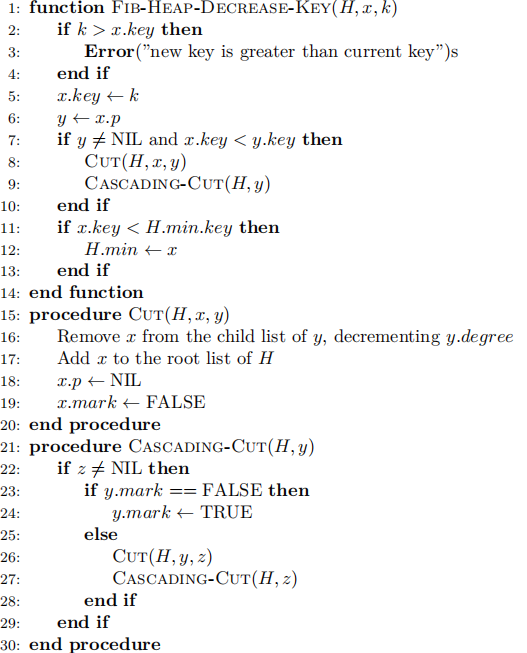 1: function Fib-Heap-Decrease-Key(H, x, k)
2: if k > x.key then
3: Error("new key is greater than current key")s
4: end if
5: x.key ← k
6: y ← x.p
7: if y ≠ NIL and x.key < y.key then
8: Cut(H, x, y)
9: Cascading-Cut(H, y)
10: end if
11: if x.key < H.min.key then
12: H.min ← x
13: end if
14: end function
15: procedure Cut(H, x, y)
16: Remove x from the child list of y, decrementing y.degree
17: Add x to the root list of H
18: x.p ← NIL
19: x.mark ← FALSE
20: end procedure
21: procedure Cascading-Cut(H, y)
22: if z ≠ NIL then
23: if y.mark == FALSE then
24: y.mark ← TRUE
25: else
26: Cut(H, y, z)
27: Cascading-Cut(H, z)
28: end if
29: end if
30: end procedure